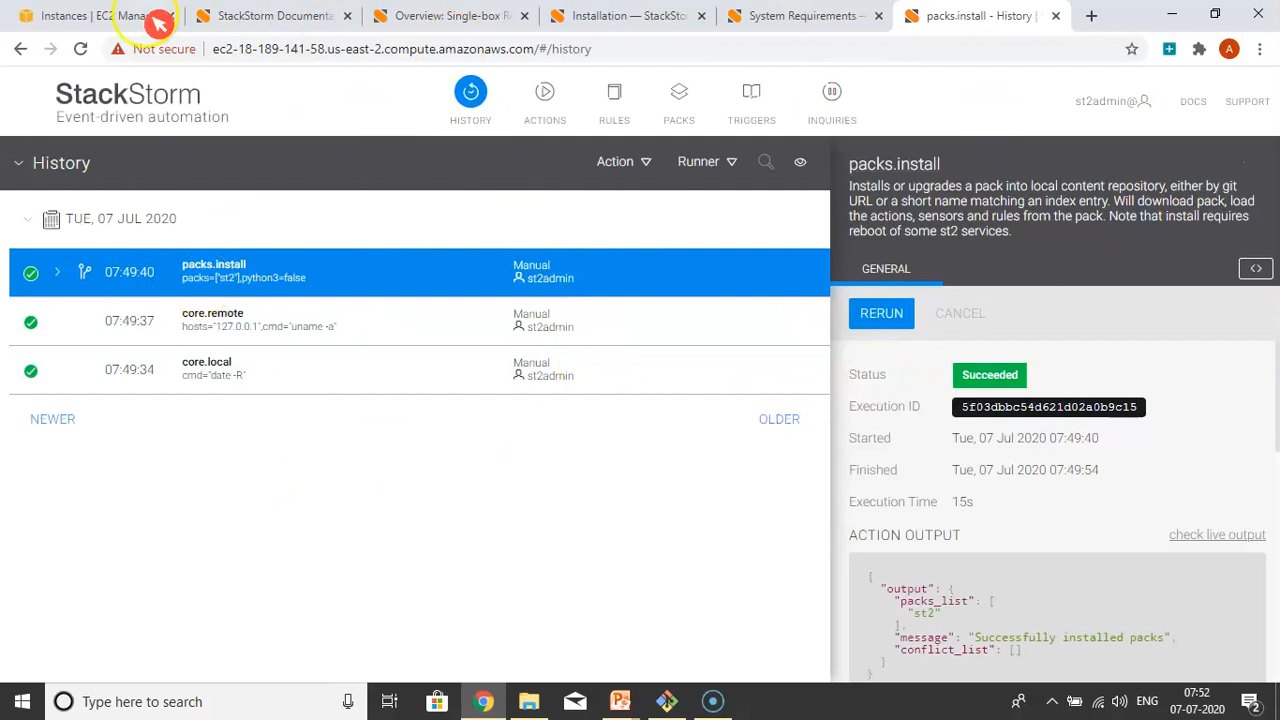 Instances | EC2 Mana
StackStorm Documenta
Overview: Single-box R
Installation — StackSto
System Requirements —
packs.install - History |
Not secure
ec2-18-189-141-58.us-east-2.compute.amazonaws.com/#/history
A
StackStorm
Event-driven automation
HISTORY
ACTIONS
RULES
PACKS
TRIGGERS
INQUIRIES
st2admin@
DOCS
SUPPORT
History
Action
Runner
TUE, 07 JUL 2020
07:49:40
packs.install
packs=["st2"],python3=false
Manual
st2admin
07:49:37
core.remote
hosts="127.0.0.1",cmd="uname -a"
Manual
st2admin
07:49:34
core.local
cmd="date -R"
Manual
st2admin
NEWER
OLDER
packs.install
Installs or upgrades a pack into local content repository, either by git
URL or a short name matching an index entry. Will download pack, load
the actions, sensors and rules from the pack. Note that install requires
reboot of some st2 services.
GENERAL
<>
RERUN
CANCEL
Status
Succeeded
Execution ID
5f03dbbc54d621d02a0b9c15
Started
Tue, 07 Jul 2020 07:49:40
Finished
Tue, 07 Jul 2020 07:49:54
Execution Time
15s
ACTION OUTPUT
check live output
{
"output": {
"packs_list": [
"st2"
],
"message": "Successfully installed packs",
"conflict_list": []
}
}
Type here to search
ENG
07:52
07-07-2020
2